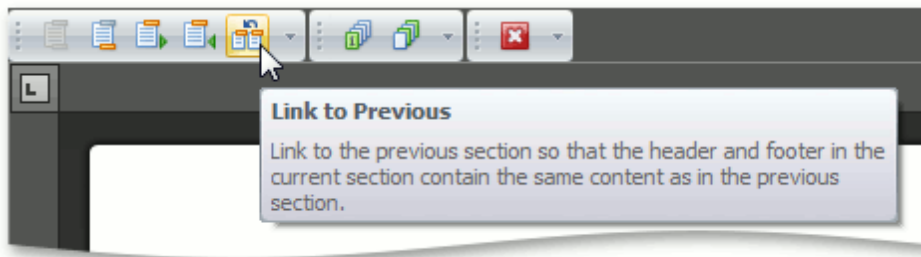 Link to Previous
Link to the previous section so that the header and footer in the
current section contain the same content as in the previous
section.